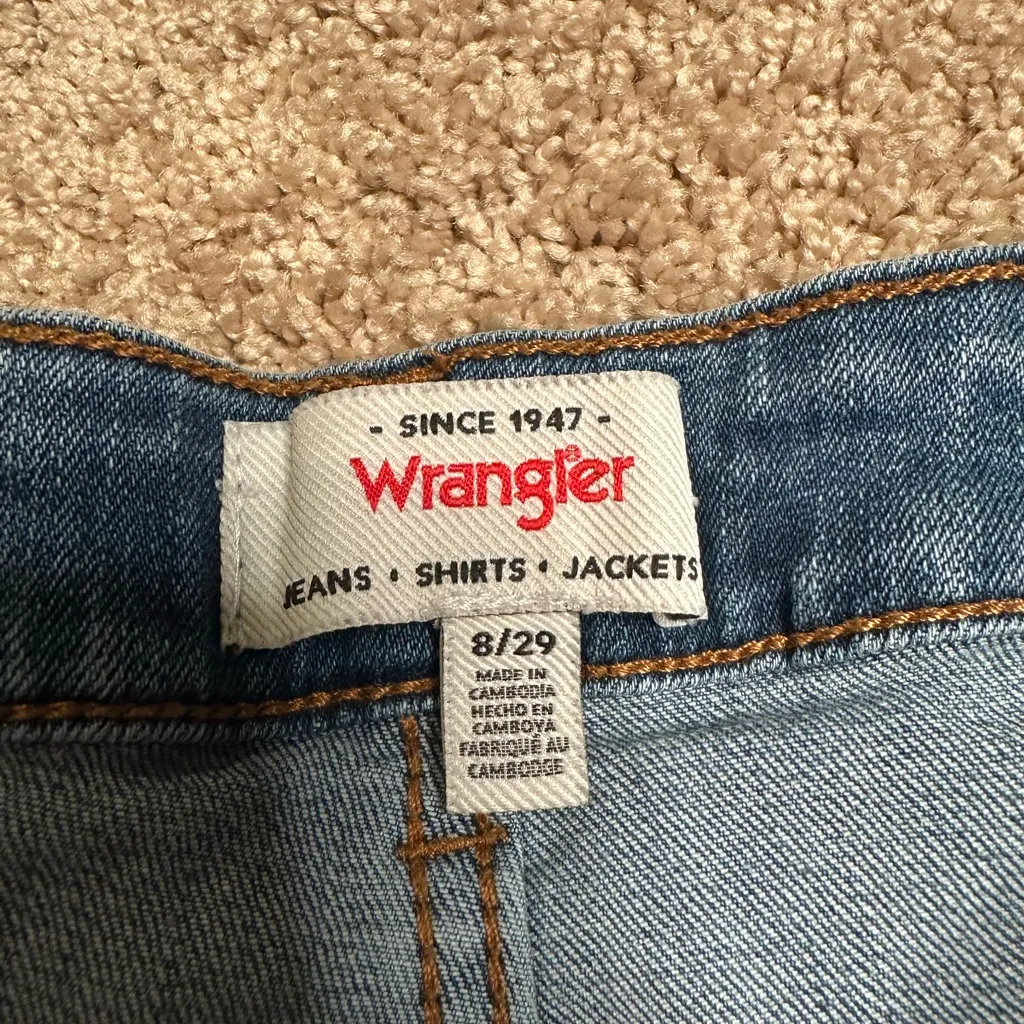 - SINCE 1947 -
Wrangler
JEANS • SHIRTS • JACKETS
8/29
MADE IN
CAMBODIA
HECHO EN
CAMBOYA
FABRIQUÉ AU
CAMBODGE